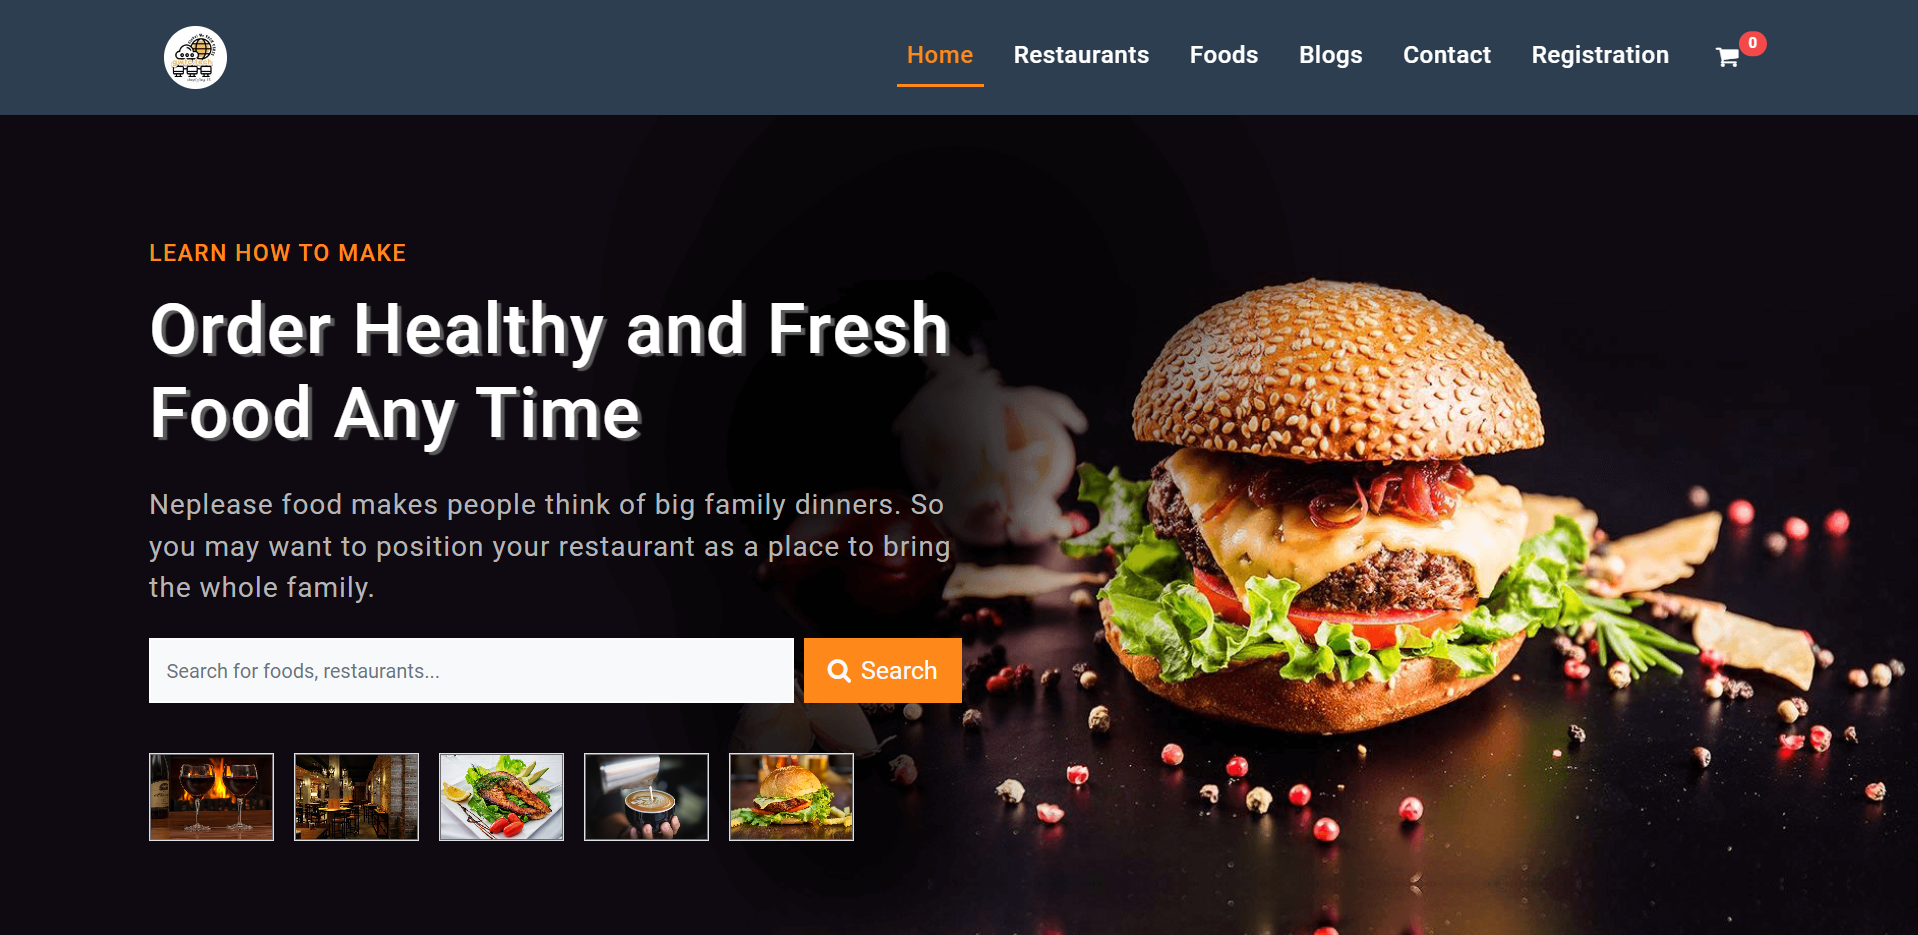 Home Restaurants Foods Blogs Contact Registration 0
LEARN HOW TO MAKE
Order Healthy and Fresh
Food Any Time
Neplease food makes people think of big family dinners. So
you may want to position your restaurant as a place to bring
the whole family.
Search for foods, restaurants...
Search